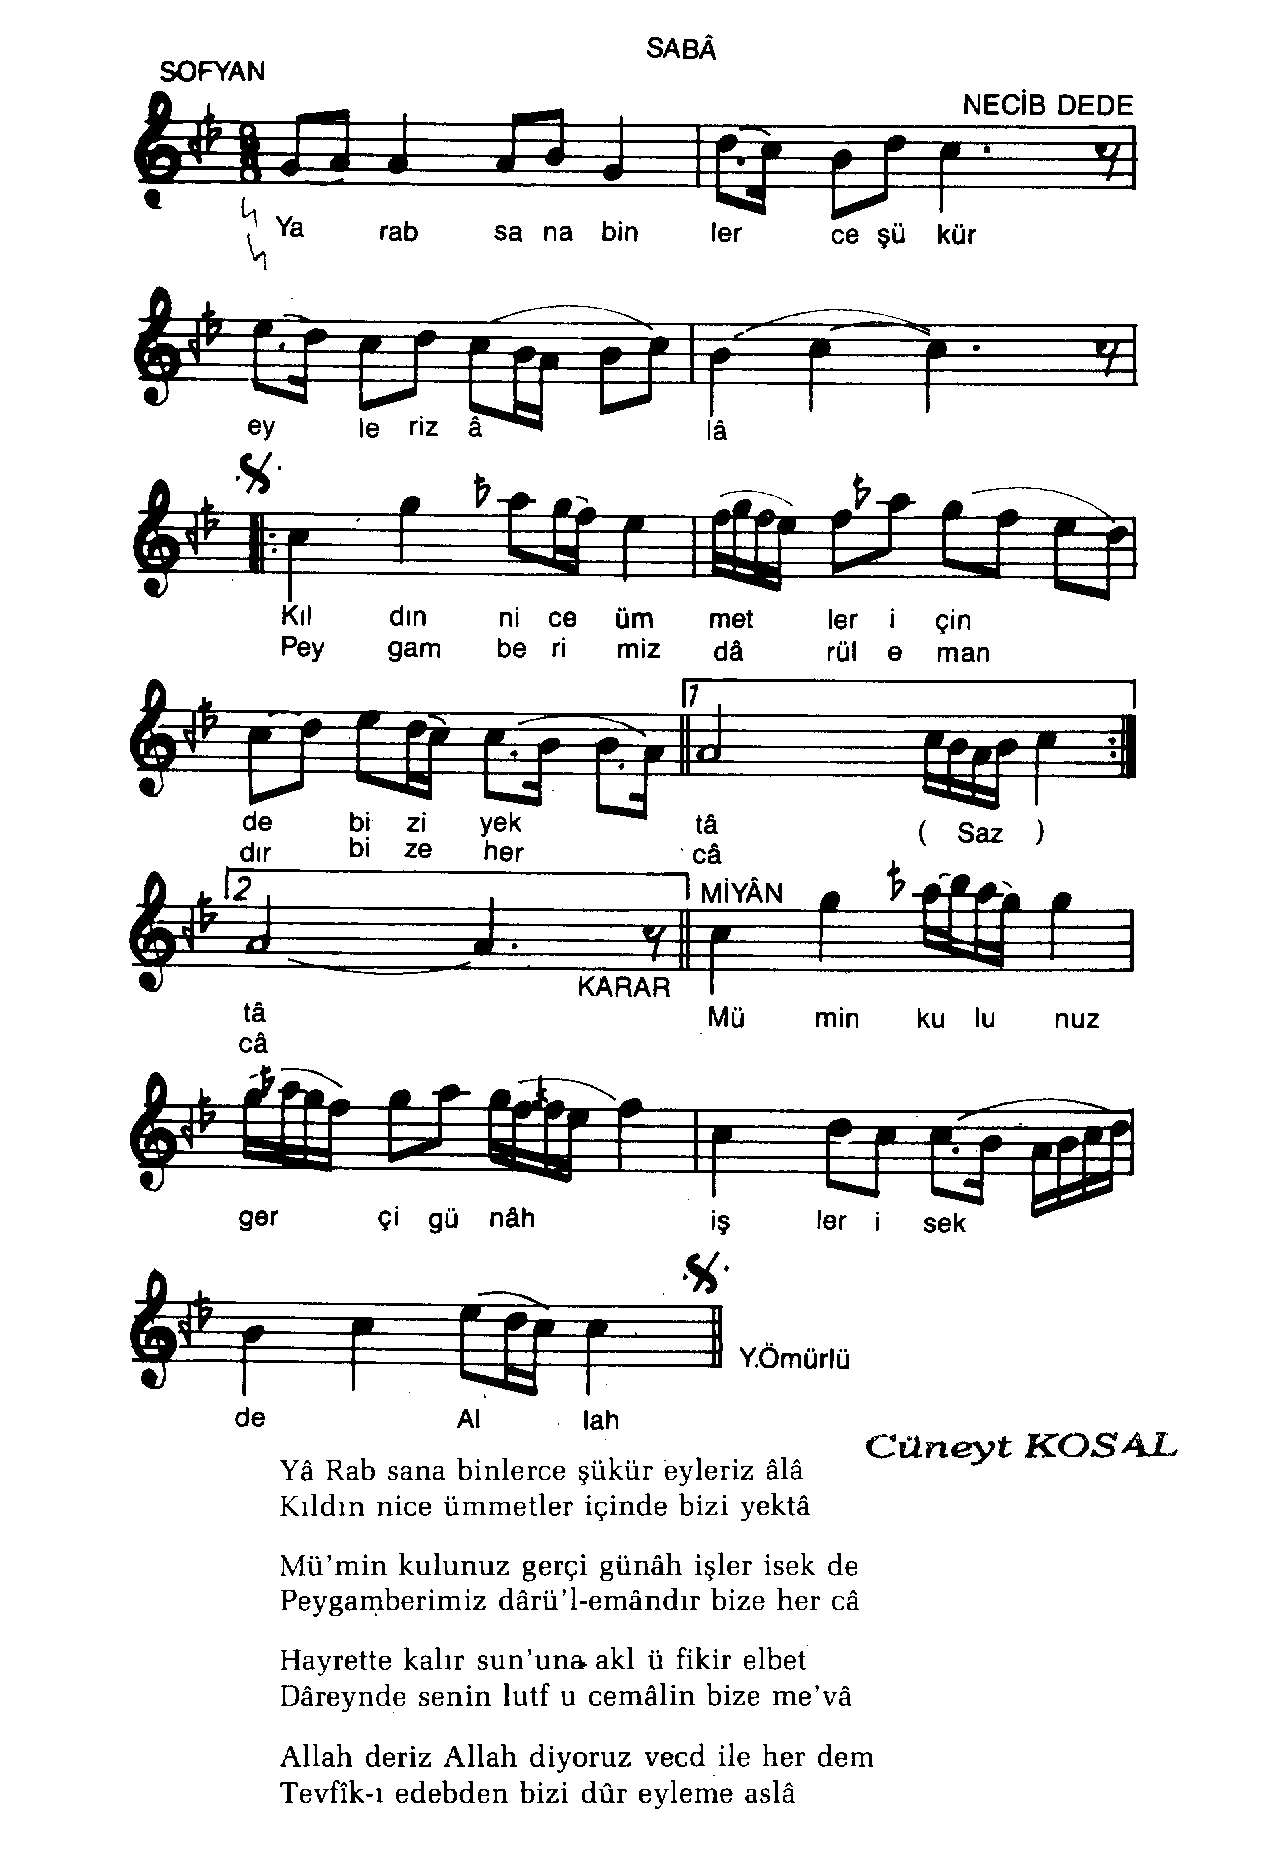 SABÂ
SOFYAN
NECİB DEDE
Ya rab sa na bin ler ce şü kür
ey le riz â lâ
Kıl dın ni ce üm met ler i çin
Pey gam be ri miz dâ rül e man
1
de bi zi yek tâ ( Saz )
dır bi ze her câ
2 MİYÂN
KARAR
tâ Mü min ku lu nuz
câ
ger çi gü nâh iş ler i sek
Y.Ömürlü
de Al lah
Cüneyt KOSAL
Yâ Rab sana binlerce şükür eyleriz âlâ
Kıldın nice ümmetler içinde bizi yektâ
Mü'min kulunuz gerçi günâh işler isek de
Peygamberimiz dârü'l-emândır bize her câ
Hayrette kalır sun'una akl ü fikir elbet
Dâreynde senin lutf u cemâlin bize me'vâ
Allah deriz Allah diyoruz vecd ile her dem
Tevfîk-ı edebden bizi dûr eyleme aslâ